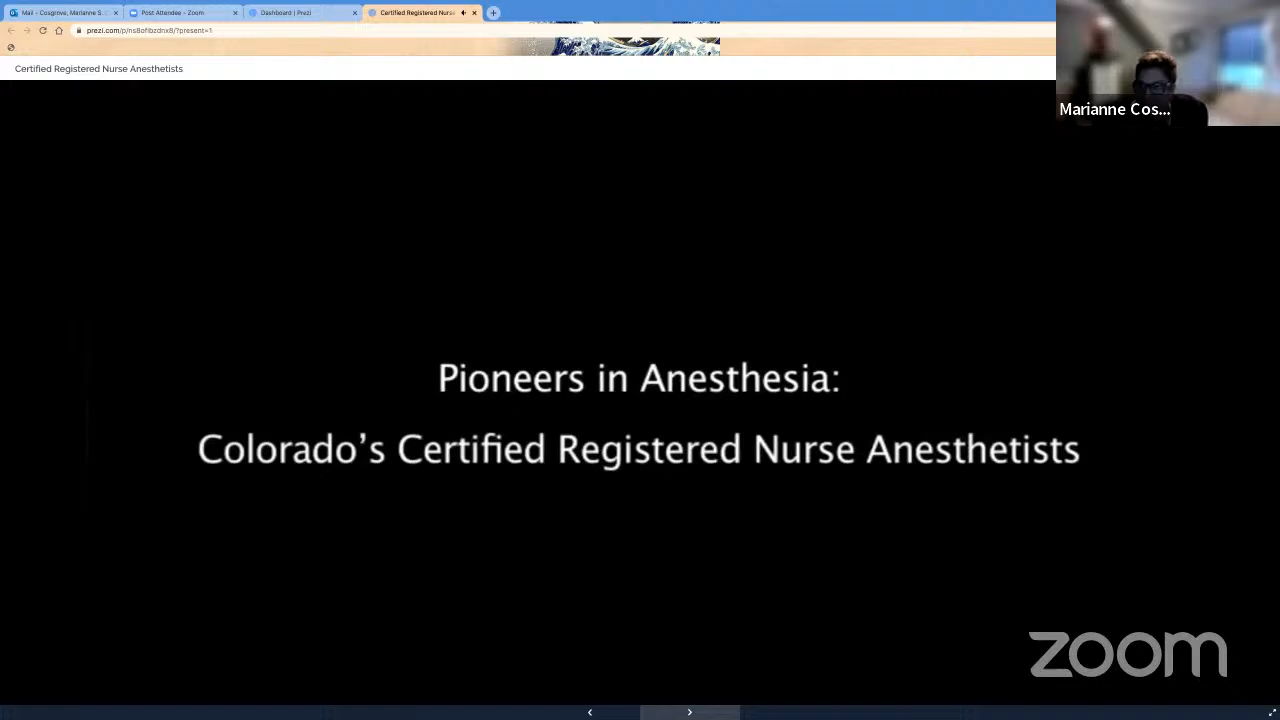 Mail - Cosgrove, Marianne S.
Post Attendee - Zoom
Dashboard | Prezi
Certified Registered Nurse
prezi.com/p/ns8oflbzdnx8/?present=1
Certified Registered Nurse Anesthetists
Marianne Cos...
Pioneers in Anesthesia:
Colorado's Certified Registered Nurse Anesthetists
zoom